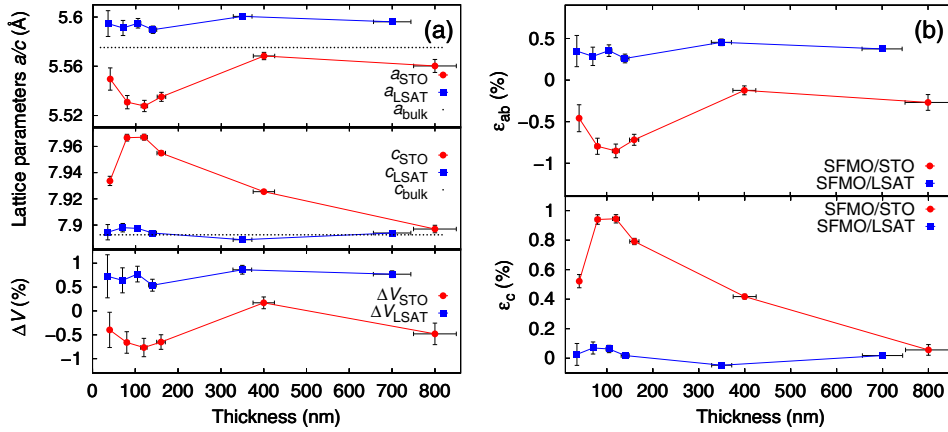 (a)
Lattice parameters a/c (Å)
5.6
5.56
5.52
aSTO
aLSAT
abulk
7.96
7.92
7.9
cSTO
cLSAT
cbulk
ΔV (%)
1
0.5
0
-0.5
-1
ΔVSTO
ΔVLSAT
0 100 200 300 400 500 600 700 800
Thickness (nm)
(b)
εab (%)
0.5
0
-0.5
-1
SFMO/STO
SFMO/LSAT
εc (%)
1
0.8
0.6
0.4
0.2
0
SFMO/STO
SFMO/LSAT
100 200 300 400 500 600 700 800
Thickness (nm)